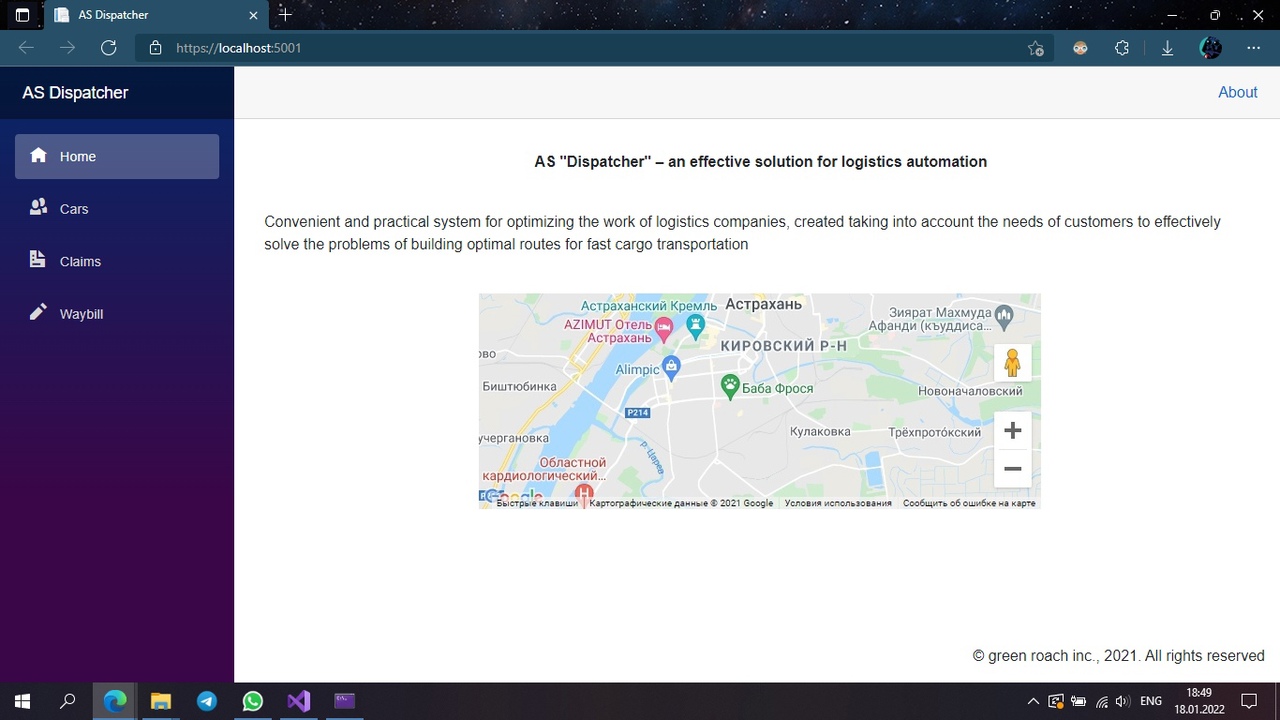 AS Dispatcher
https://localhost:5001
AS Dispatcher
About
Home
Cars
Claims
Waybill
AS "Dispatcher" – an effective solution for logistics automation
Convenient and practical system for optimizing the work of logistics companies, created taking into account the needs of customers to effectively
solve the problems of building optimal routes for fast cargo transportation
Астраханский Кремль
Астрахань
Зиярат Махмуда
Афанди (къуддиса...
AZIMUT Отель
Астрахань
КИРОВСКИЙ Р-Н
ово
Alimpic
Биштюбинка
Баба Фрося
Новоначаловский
Р214
учергановка
Кулаковка
Трёхпротокский
р. Царев
Областной
кардиологический...
Google
Быстрые клавиши
Картографические данные © 2021 Google
Условия использования
Сообщить об ошибке на карте
© green roach inc., 2021. All rights reserved
ENG
18:49
18.01.2022